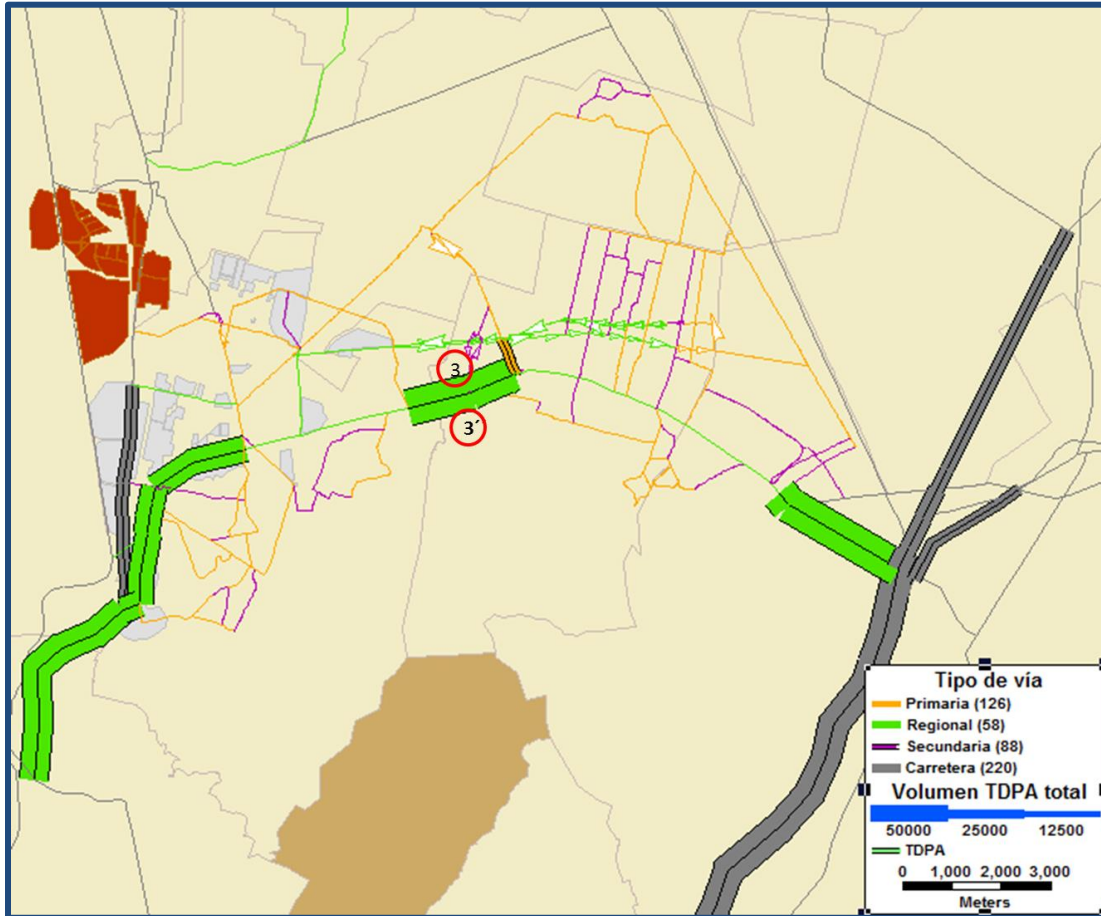 3
3´
Tipo de vía
Primaria (126)
Regional (58)
Secundaria (88)
Carretera (220)
Volumen TDPA total
50000 25000 12500
TDPA
0 1,000 2,000 3,000
Meters